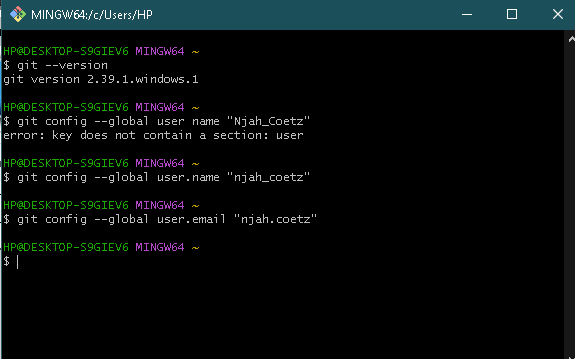 MINGW64:/c/Users/HP
HP@DESKTOP-S9GIEV6 MINGW64 ~
$ git --version
git version 2.39.1.windows.1
HP@DESKTOP-S9GIEV6 MINGW64 ~
$ git config --global user name "Njah_Coetz"
error: key does not contain a section: user
HP@DESKTOP-S9GIEV6 MINGW64 ~
$ git config --global user.name "njah_coetz"
HP@DESKTOP-S9GIEV6 MINGW64 ~
$ git config --global user.email "njah.coetz"
HP@DESKTOP-S9GIEV6 MINGW64 ~
$